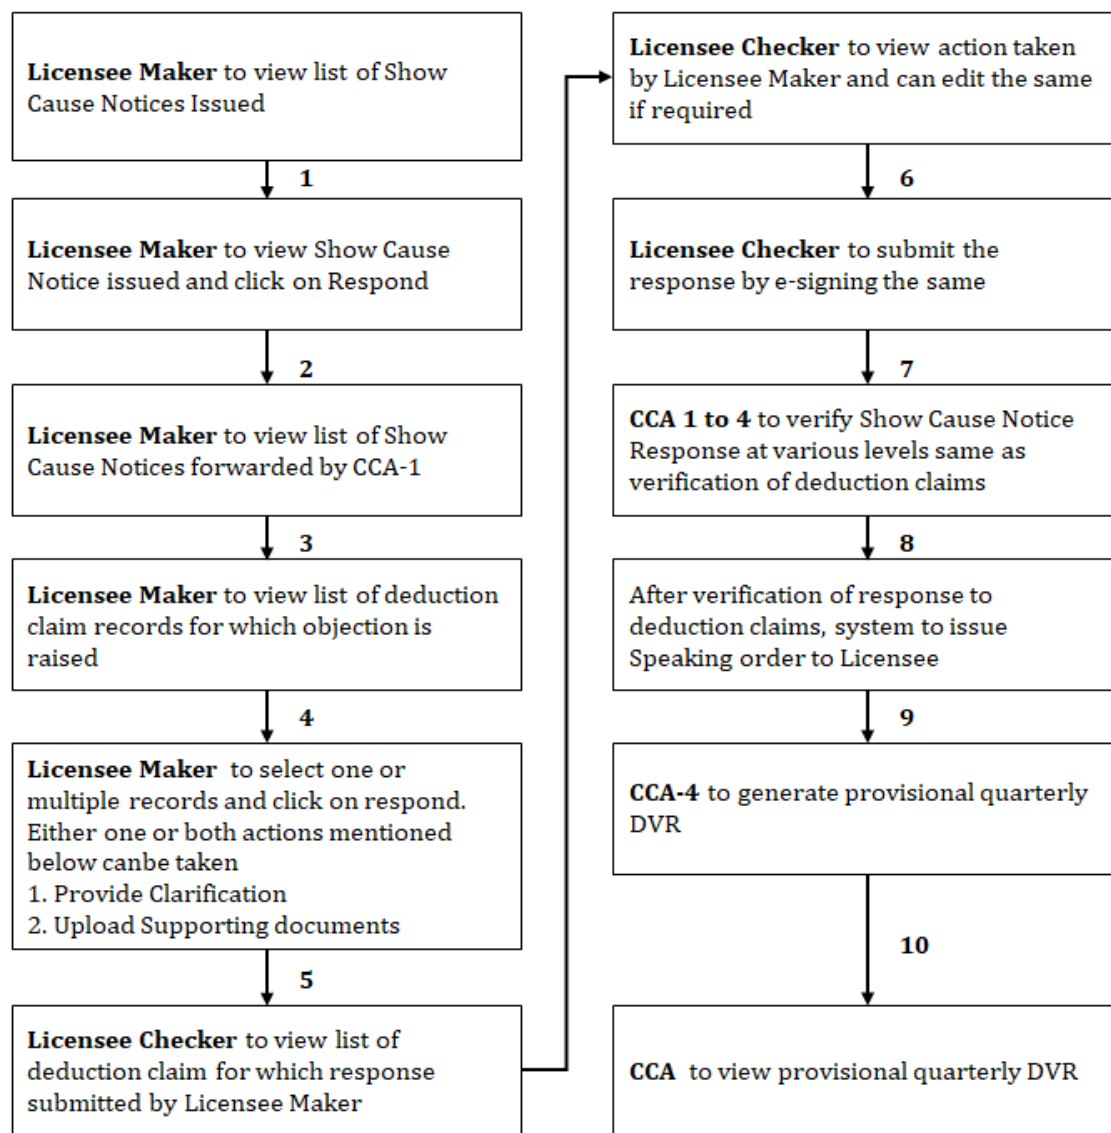 Licensee Maker to view list of Show
Cause Notices Issued
1
Licensee Maker to view Show Cause
Notice issued and click on Respond
2
Licensee Maker to view list of Show
Cause Notices forwarded by CCA-1
3
Licensee Maker to view list of deduction
claim records for which objection is
raised
4
Licensee Maker to select one or
multiple records and click on respond.
Either one or both actions mentioned
below canbe taken
1. Provide Clarification
2. Upload Supporting documents
5
Licensee Checker to view list of
deduction claim for which response
submitted by Licensee Maker
Licensee Checker to view action taken
by Licensee Maker and can edit the same
if required
6
Licensee Checker to submit the
response by e-signing the same
7
CCA 1 to 4 to verify Show Cause Notice
Response at various levels same as
verification of deduction claims
8
After verification of response to
deduction claims, system to issue
Speaking order to Licensee
9
CCA-4 to generate provisional quarterly
DVR
10
CCA to view provisional quarterly DVR